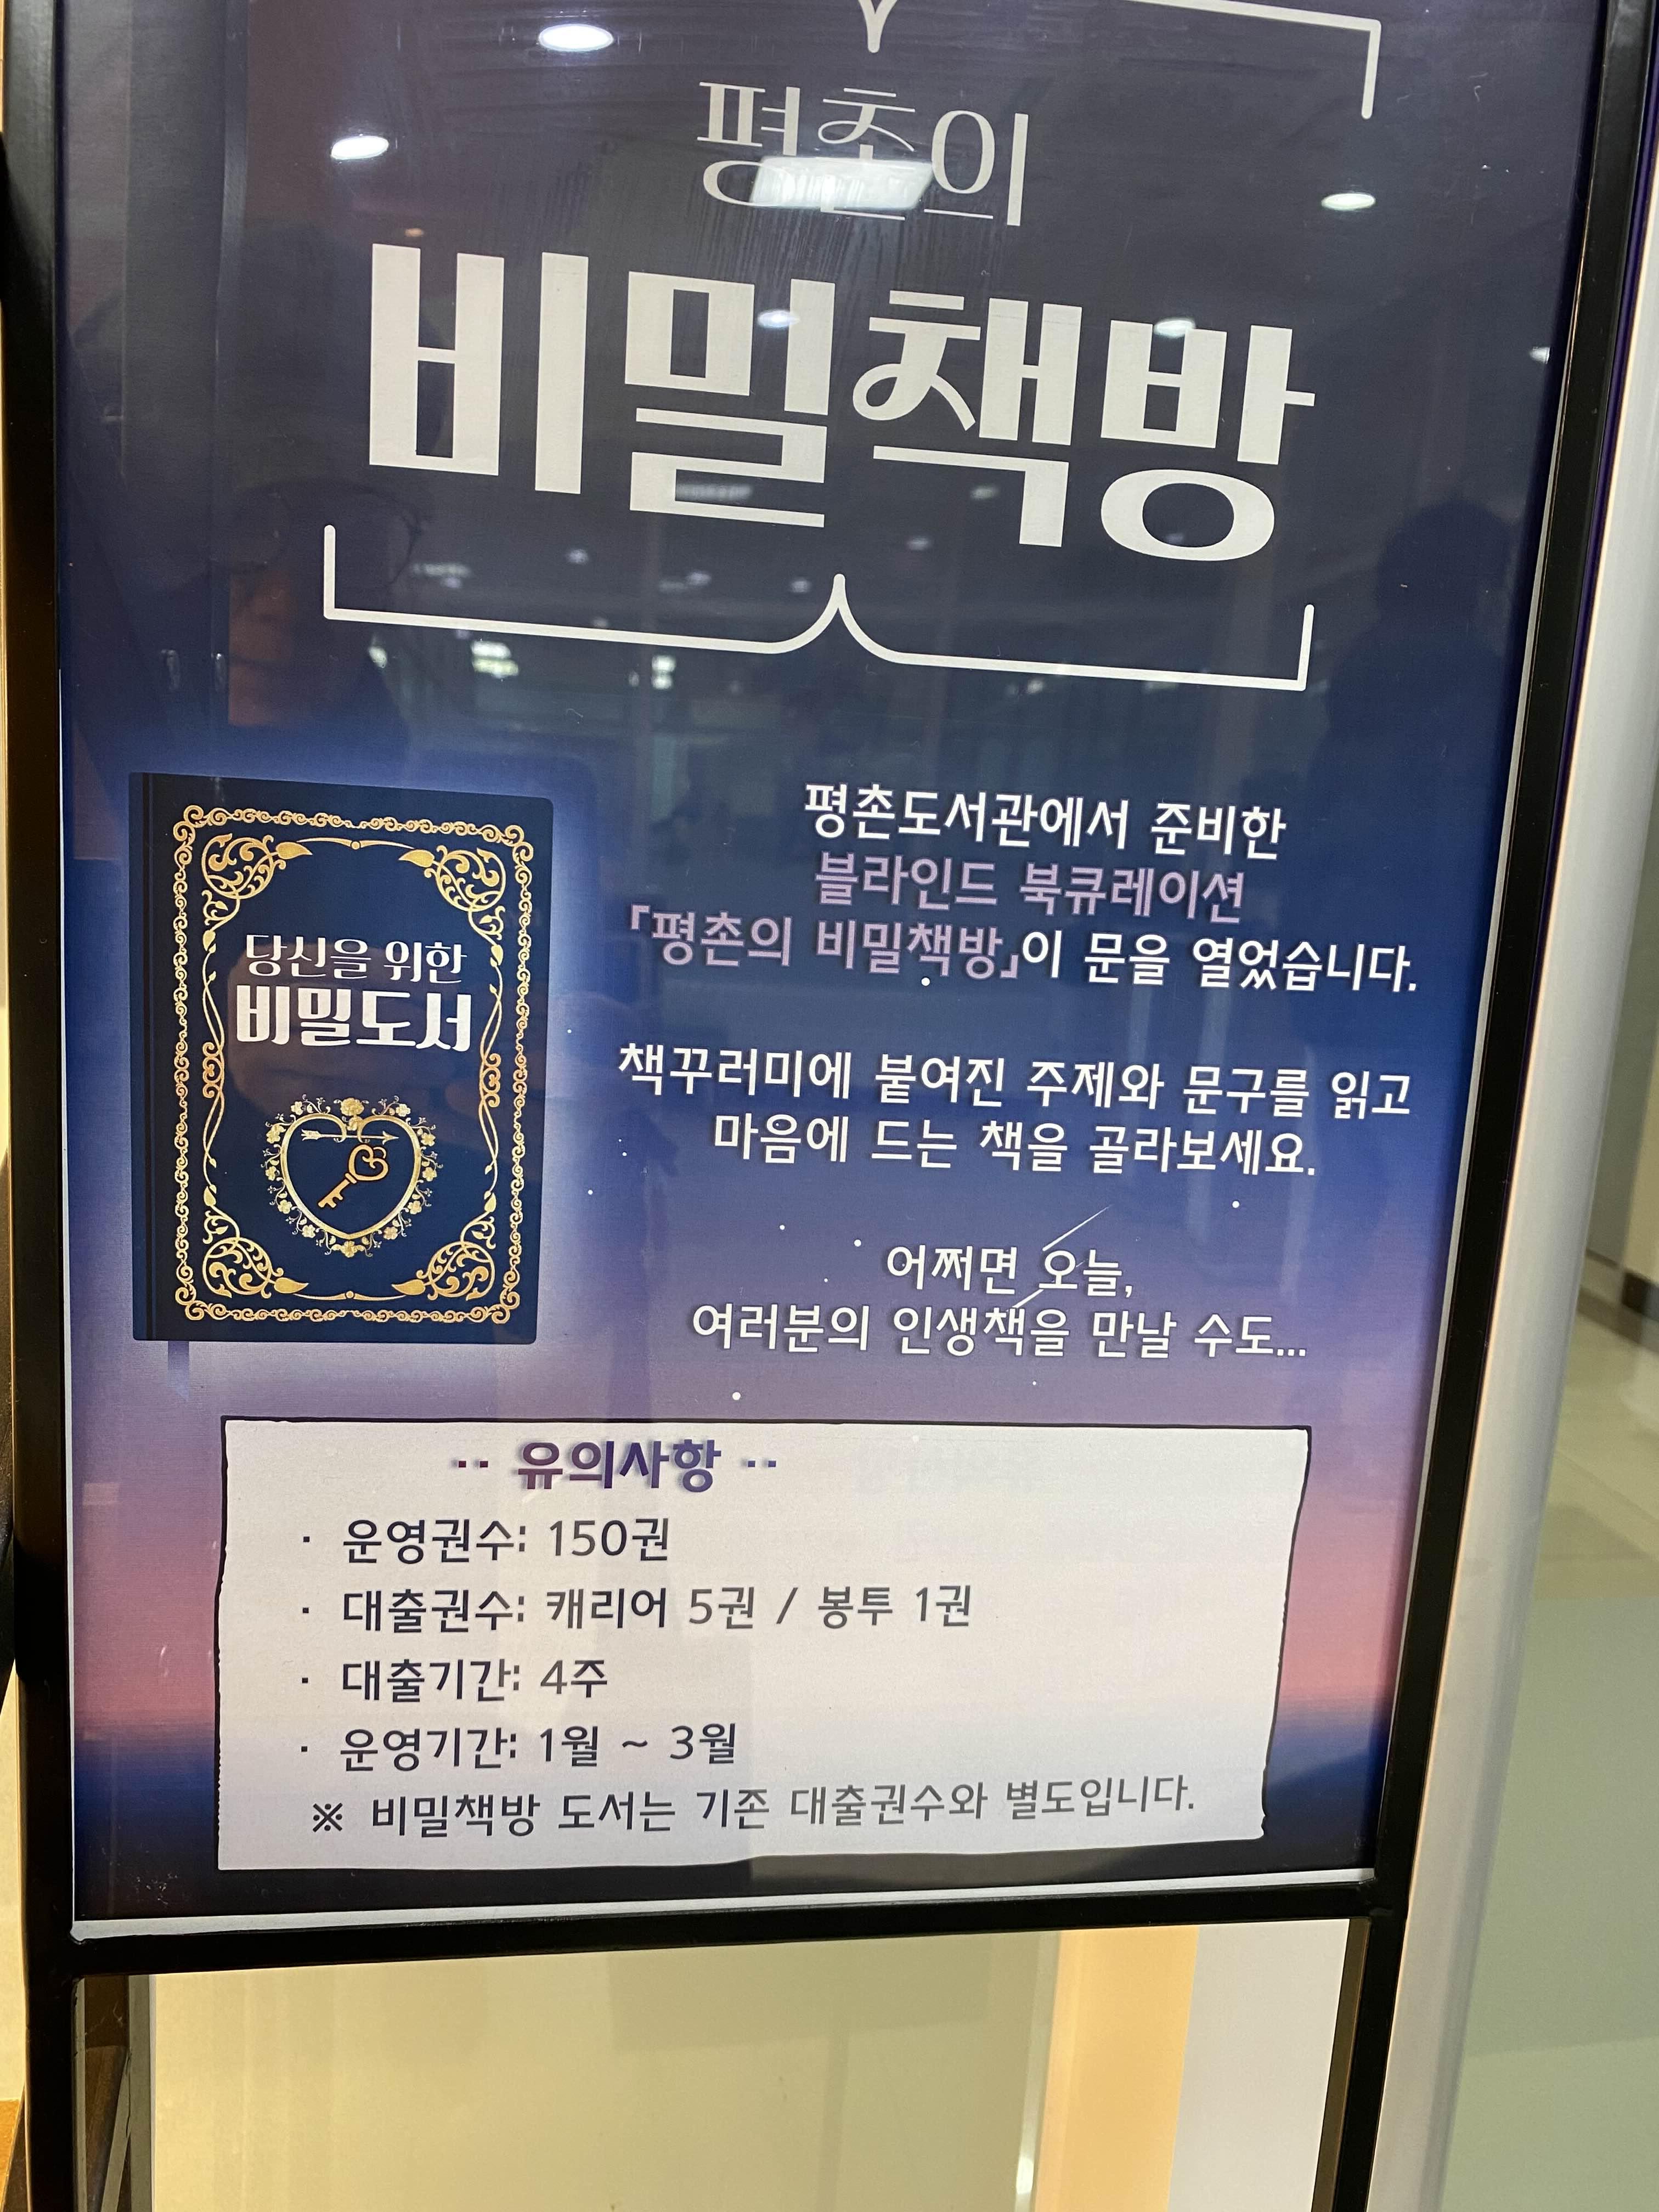 평촌의
비밀책방
당신을 위한
비밀도서
평촌도서관에서 준비한
블라인드 북큐레이션
「평촌의 비밀책방」이 문을 열었습니다.
책꾸러미에 붙여진 주제와 문구를 읽고
마음에 드는 책을 골라보세요.
어쩌면 오늘,
여러분의 인생책을 만날 수도...
·· 유의사항 ··
· 운영권수: 150권
· 대출권수: 캐리어 5권 / 봉투 1권
· 대출기간: 4주
· 운영기간: 1월 ~ 3월
※ 비밀책방 도서는 기존 대출권수와 별도입니다.